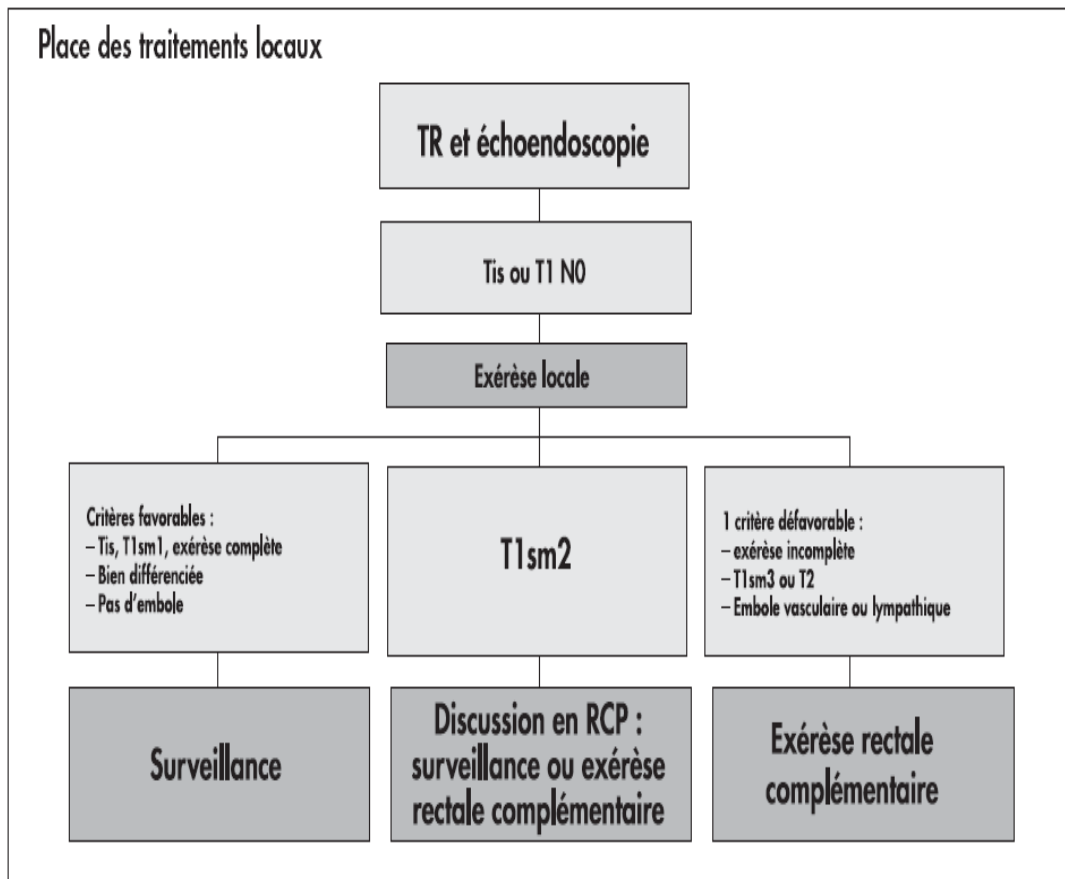 Place des traitements locaux
TR et échoendoscopie
Tis ou T1 N0
Exérèse locale
Critères favorables :
– Tis, T1sm1, exérèse complète
– Bien différenciée
– Pas d'embole
T1sm2
1 critère défavorable :
– exérèse incomplète
– T1sm3 ou T2
– Embole vasculaire ou lympathique
Surveillance
Discussion en RCP :
surveillance ou exérèse
rectale complémentaire
Exérèse rectale
complémentaire